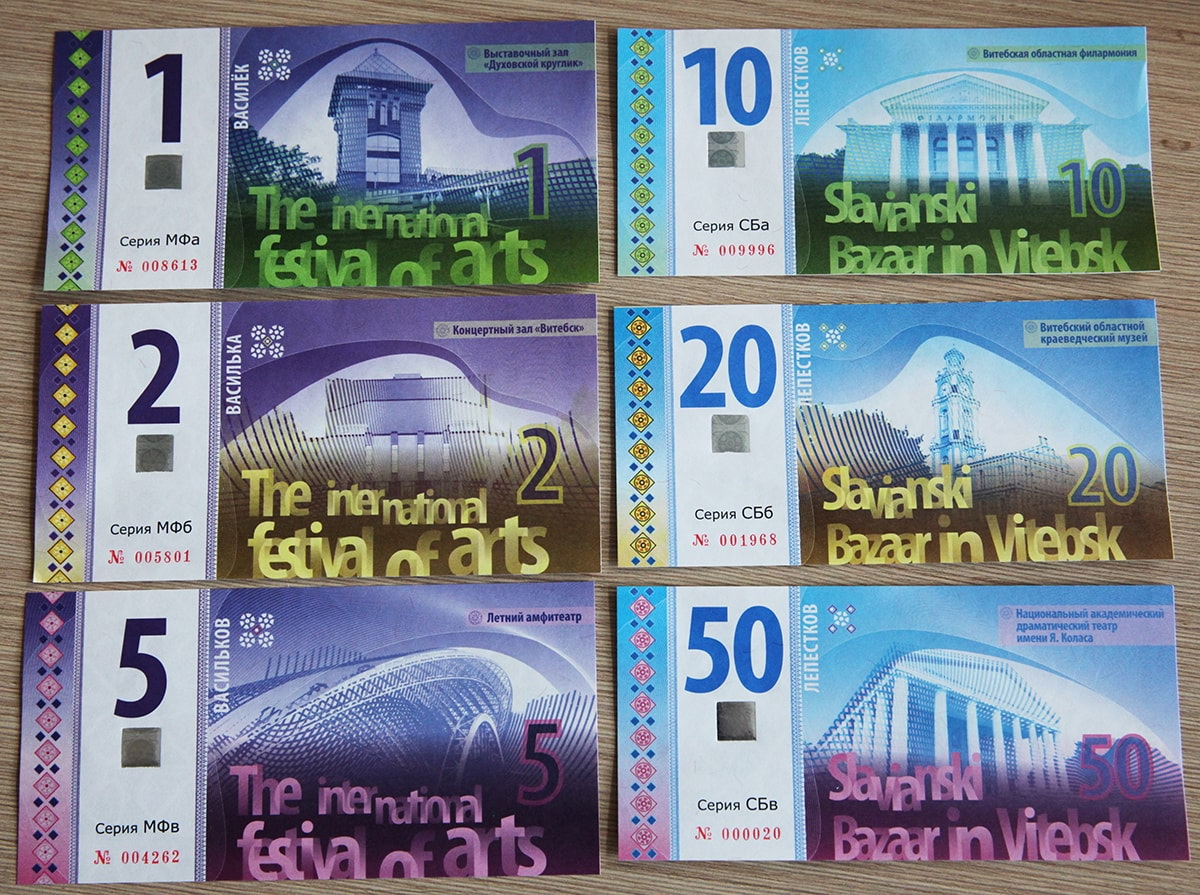 1
ВАСИЛЁК
Выставочный зал
«Духовской круглик»
1
The international
festival of arts
Серия МФа
№ 008613
10
ЛЕПЕСТКОВ
Витебская областная филармония
ФІЛАРМОНІЯ
10
Slavianski
Bazaar in Vitebsk
Серия СБа
№ 009996
2
ВАСИЛЬКА
Концертный зал «Витебск»
2
The international
festival of arts
Серия МФб
№ 005801
20
ЛЕПЕСТКОВ
Витебский областной
краеведческий музей
20
Slavianski
Bazaar in Vitebsk
Серия СБб
№ 001968
5
ВАСИЛЬКОВ
Летний амфитеатр
5
The international
festival of arts
Серия МФв
№ 004262
50
ЛЕПЕСТКОВ
Национальный академический
драматический театр
имени Я. Коласа
50
Slavianski
Bazaar in Vitebsk
Серия СБв
№ 000020